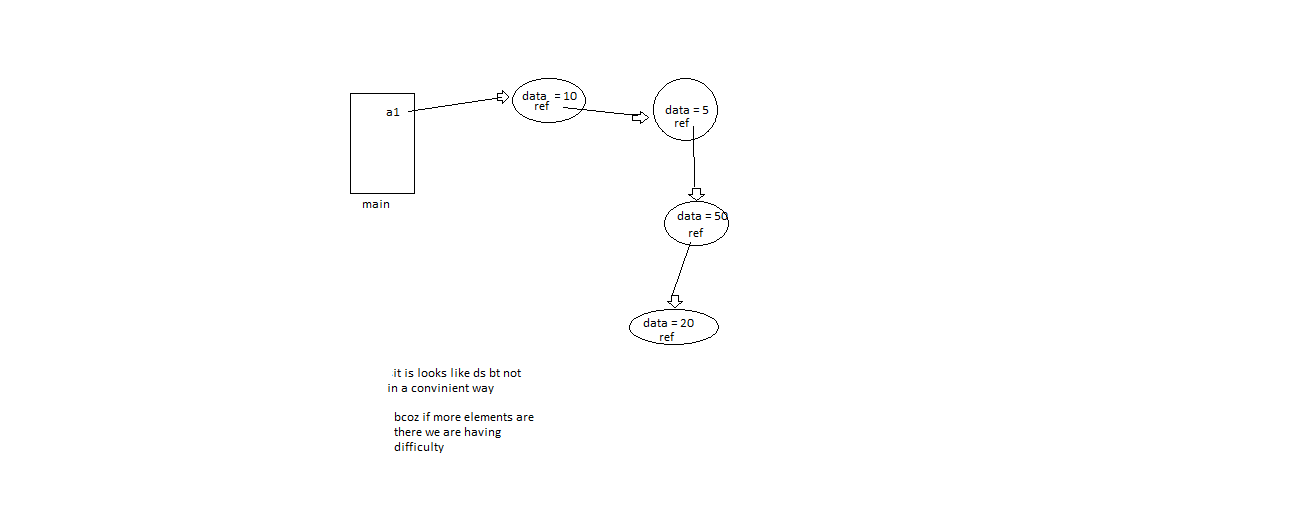 a1
main
data = 10
ref
data = 5
ref
data = 50
ref
data = 20
ref
it is looks like ds bt not
in a convinient way
bcoz if more elements are
there we are having
difficulty